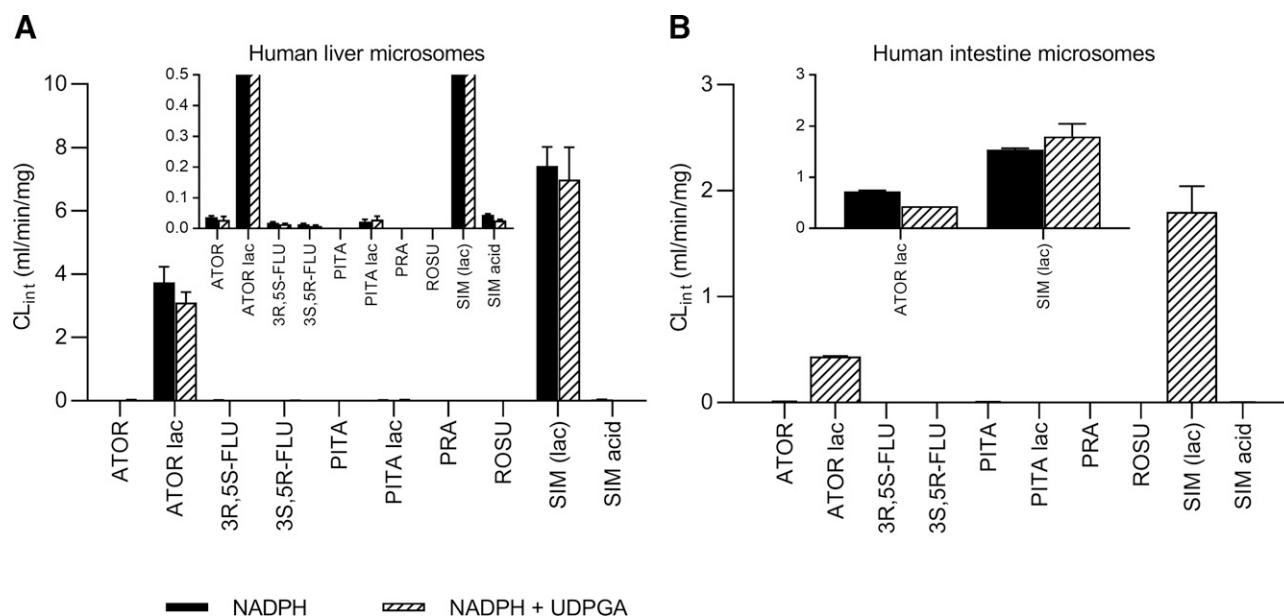 A
Human liver microsomes
CLint (ml/min/mg)
10
8
6
4
2
0
0.5
0.4
0.3
0.2
0.1
0.0
ATOR
ATOR lac
3R,5S-FLU
3S,5R-FLU
PITA
PITA lac
PRA
ROSU
SIM (lac)
SIM acid
ATOR
ATOR lac
3R,5S-FLU
3S,5R-FLU
PITA
PITA lac
PRA
ROSU
SIM (lac)
SIM acid
B
Human intestine microsomes
CLint (ml/min/mg)
3
2
1
0
3
2
1
0
ATOR lac
SIM (lac)
ATOR
ATOR lac
3R,5S-FLU
3S,5R-FLU
PITA
PITA lac
PRA
ROSU
SIM (lac)
SIM acid
NADPH
NADPH + UDPGA